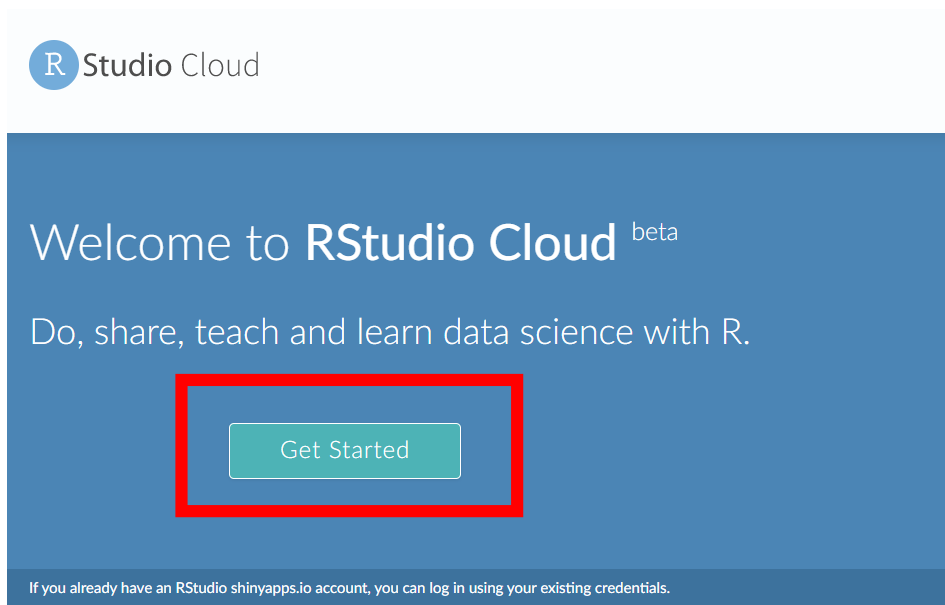 R Studio Cloud
Welcome to RStudio Cloud beta
Do, share, teach and learn data science with R.
Get Started
If you already have an RStudio shinyapps.io account, you can log in using your existing credentials.